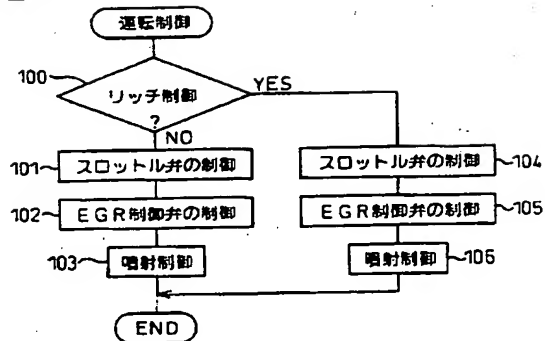 運転制御
100
リッチ制御
?
YES
NO
101
スロットル弁の制御
102
EGR制御弁の制御
103
噴射制御
スロットル弁の制御
104
EGR制御弁の制御
105
噴射制御
106
END